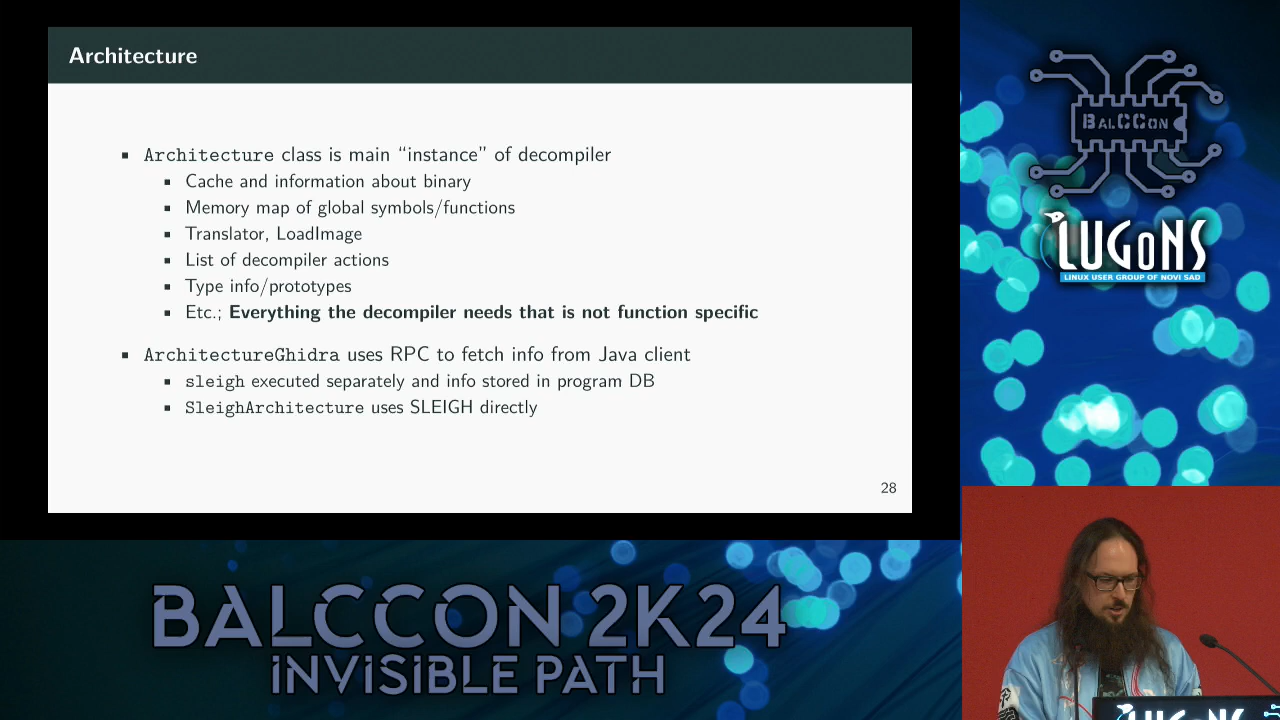 Architecture
Architecture class is main “instance” of decompiler
Cache and information about binary
Memory map of global symbols/functions
Translator, LoadImage
List of decompiler actions
Type info/prototypes
Etc.; Everything the decompiler needs that is not function specific
ArchitectureGhidra uses RPC to fetch info from Java client
sleigh executed separately and info stored in program DB
SleighArchitecture uses SLEIGH directly
28
BALCCON
LUGoNS
LINUX USER GROUP OF NOVI SAD
BALCCON 2K24
INVISIBLE PATH
LUGoNS